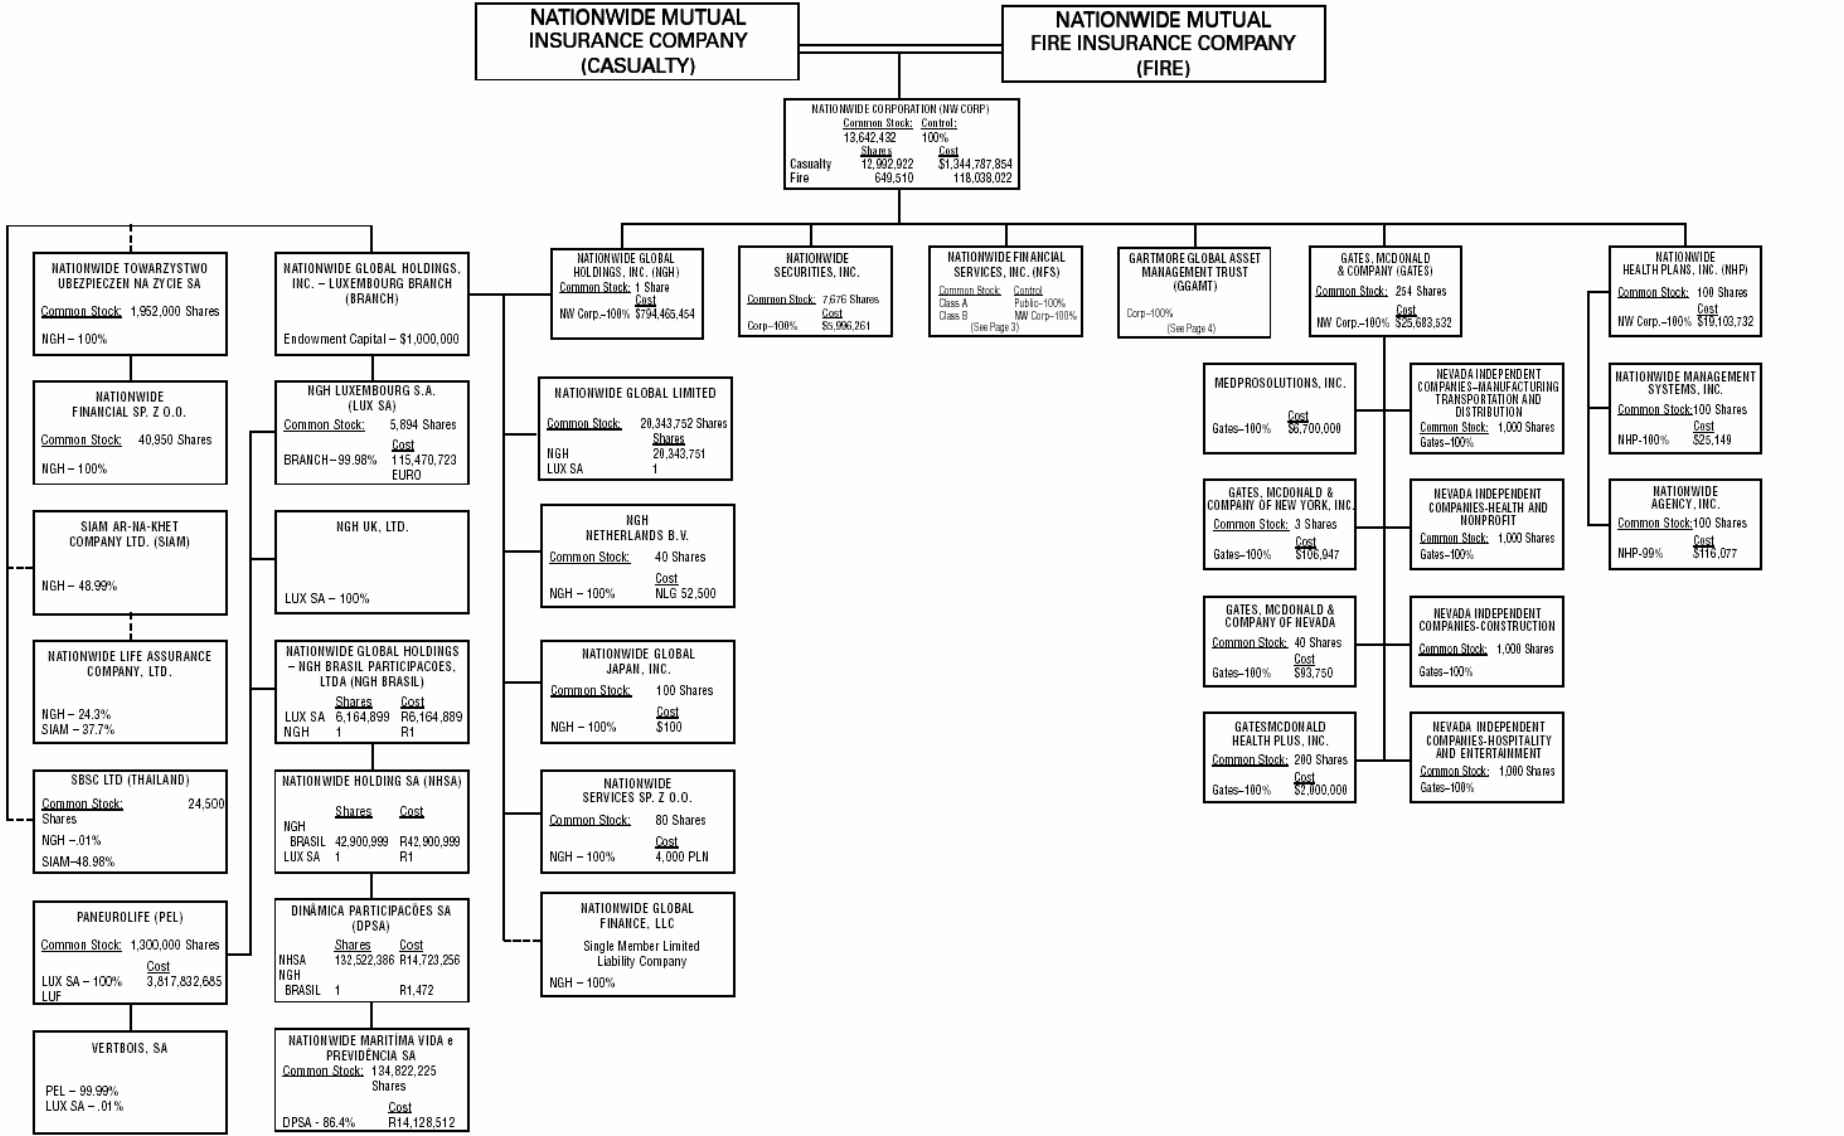 NATIONWIDE MUTUAL
INSURANCE COMPANY
(CASUALTY)
NATIONWIDE MUTUAL
FIRE INSURANCE COMPANY
(FIRE)
NATIONWIDE CORPORATION (NW CORP)
Common Stock: Control:
13,642,432 100%
Shares Cost
Casualty 12,992,922 $1,344,787,854
Fire 649,510 118,038,022
NATIONWIDE TOWARZYSTWO
UBEZPIECZEN NA ZYCIE SA
Common Stock: 1,952,000 Shares
NGH – 100%
NATIONWIDE
FINANCIAL SP. Z O.O.
Common Stock: 40,950 Shares
NGH – 100%
SIAM AR-NA-KHET
COMPANY LTD. (SIAM)
NGH – 48.99%
NATIONWIDE LIFE ASSURANCE
COMPANY, LTD.
NGH – 24.3%
SIAM – 37.7%
SBSC LTD (THAILAND)
Common Stock: 24,500
Shares
NGH –.01%
SIAM–48.98%
PANEUROLIFE (PEL)
Common Stock: 1,300,000 Shares
Cost
LUX SA – 100% 3,817,832,685
LUF
VERTBOIS, SA
PEL – 99.99%
LUX SA – .01%
NATIONWIDE GLOBAL HOLDINGS,
INC. – LUXEMBOURG BRANCH
(BRANCH)
Endowment Capital – $1,000,000
NGH LUXEMBOURG S.A.
(LUX SA)
Common Stock: 5,894 Shares
Cost
BRANCH–99.98% 115,470,723
EURO
NGH UK, LTD.
LUX SA – 100%
NATIONWIDE GLOBAL HOLDINGS
– NGH BRASIL PARTICIPACOES,
LTDA (NGH BRASIL)
Shares Cost
LUX SA 6,164,899 R6,164,889
NGH 1 R1
NATIONWIDE HOLDING SA (NHSA)
Shares Cost
NGH
BRASIL 42,900,999 R42,900,999
LUX SA 1 R1
DINÂMICA PARTICIPACÕES SA
(DPSA)
Shares Cost
NHSA 132,522,386 R14,723,256
NGH
BRASIL 1 R1,472
NATIONWIDE MARITÍMA VIDA e
PREVIDÊNCIA SA
Common Stock: 134,822,225
Shares
Cost
DPSA - 86.4% R14,128,512
NATIONWIDE GLOBAL
HOLDINGS, INC. (NGH)
Common Stock: 1 Share
Cost
NW Corp.–100% $794,465,454
NATIONWIDE GLOBAL LIMITED
Common Stock: 20,343,752 Shares
Shares
NGH 20,343,751
LUX SA 1
NGH
NETHERLANDS B.V.
Common Stock: 40 Shares
Cost
NGH – 100% NLG 52,500
NATIONWIDE GLOBAL
JAPAN, INC.
Common Stock: 100 Shares
Cost
NGH – 100% $100
NATIONWIDE
SERVICES SP. Z O.O.
Common Stock: 80 Shares
Cost
NGH – 100% 4,000 PLN
NATIONWIDE GLOBAL
FINANCE, LLC
Single Member Limited
Liability Company
NGH – 100%
NATIONWIDE
SECURITIES, INC.
Common Stock: 7,676 Shares
Cost
Corp–100% $5,996,261
NATIONWIDE FINANCIAL
SERVICES, INC. (NFS)
Common Stock: Control
Class A Public–100%
Class B NW Corp–100%
(See Page 3)
GARTMORE GLOBAL ASSET
MANAGEMENT TRUST
(GGAMT)
Corp–100%
(See Page 4)
GATES, MCDONALD
& COMPANY (GATES)
Common Stock: 254 Shares
Cost
NW Corp.–100% $25,683,532
MEDPROSOLUTIONS, INC.
Cost
Gates–100% $6,700,000
GATES, MCDONALD &
COMPANY OF NEW YORK, INC.
Common Stock: 3 Shares
Cost
Gates–100% $106,947
GATES, MCDONALD &
COMPANY OF NEVADA
Common Stock: 40 Shares
Cost
Gates–100% $93,750
GATESMCDONALD
HEALTH PLUS, INC.
Common Stock: 200 Shares
Cost
Gates–100% $2,000,000
NEVADA INDEPENDENT
COMPANIES–MANUFACTURING
TRANSPORTATION AND
DISTRIBUTION
Common Stock: 1,000 Shares
Gates–100%
NEVADA INDEPENDENT
COMPANIES-HEALTH AND
NONPROFIT
Common Stock: 1,000 Shares
Gates–100%
NEVADA INDEPENDENT
COMPANIES-CONSTRUCTION
Common Stock: 1,000 Shares
Gates–100%
NEVADA INDEPENDENT
COMPANIES-HOSPITALITY
AND ENTERTAINMENT
Common Stock: 1,000 Shares
Gates–100%
NATIONWIDE
HEALTH PLANS, INC. (NHP)
Common Stock: 100 Shares
Cost
NW Corp.–100% $19,103,732
NATIONWIDE MANAGEMENT
SYSTEMS, INC.
Common Stock:100 Shares
Cost
NHP-100% $25,149
NATIONWIDE
AGENCY, INC.
Common Stock:100 Shares
Cost
NHP-99% $116,077